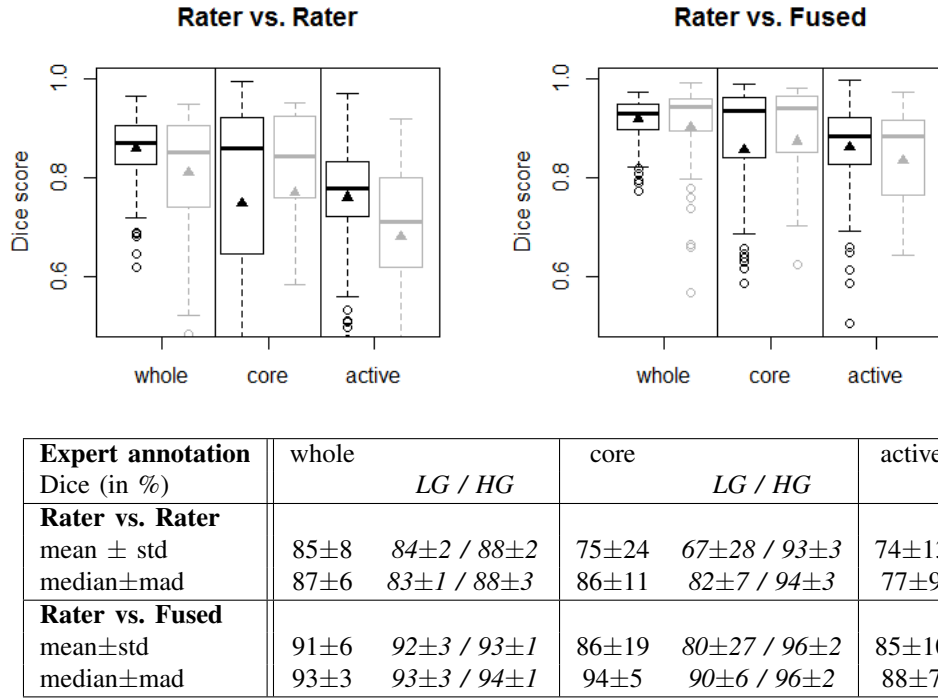 Rater vs. Rater
Rater vs. Fused
Dice score
1.0
0.8
0.6
whole core active
Dice score
1.0
0.8
0.6
whole core active
Expert annotation whole core active
Dice (in %) LG / HG LG / HG
Rater vs. Rater
mean ± std 85±8 84±2 / 88±2 75±24 67±28 / 93±3
median±mad 87±6 83±1 / 88±3 86±11 82±7 / 94±3 77±9
Rater vs. Fused
mean±std 91±6 92±3 / 93±1 86±19 80±27 / 96±2
median±mad 93±3 93±3 / 94±1 94±5 90±6 / 96±2 88±7